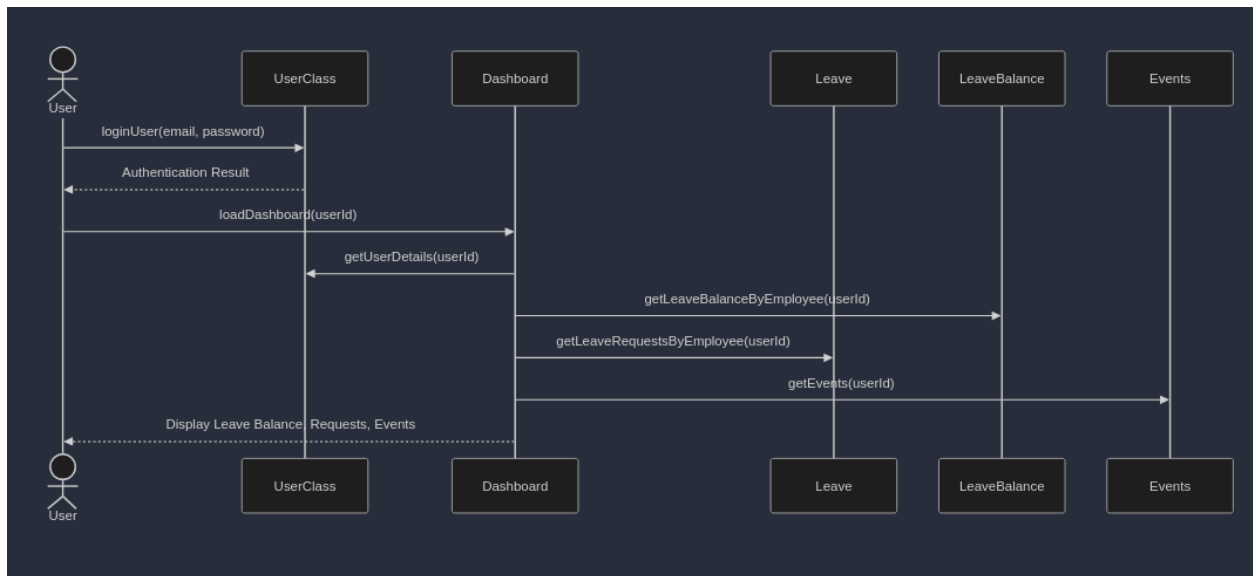 UserClass
Dashboard
Leave
LeaveBalance
Events
User
loginUser(email, password)
Authentication Result
loadDashboard(userId)
getUserDetails(userId)
getLeaveBalanceByEmployee(userId)
getLeaveRequestsByEmployee(userId)
getEvents(userId)
Display Leave Balance, Requests, Events
UserClass
Dashboard
Leave
LeaveBalance
Events
User